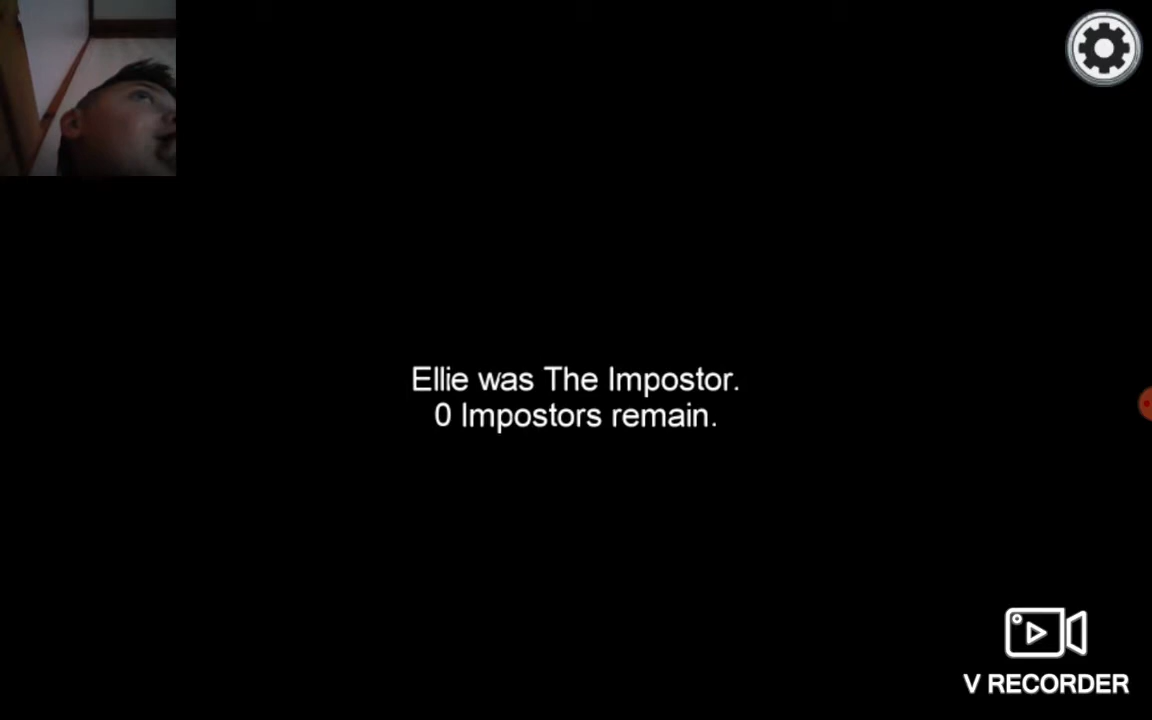 Ellie was The Impostor.
0 Impostors remain.
V RECORDER